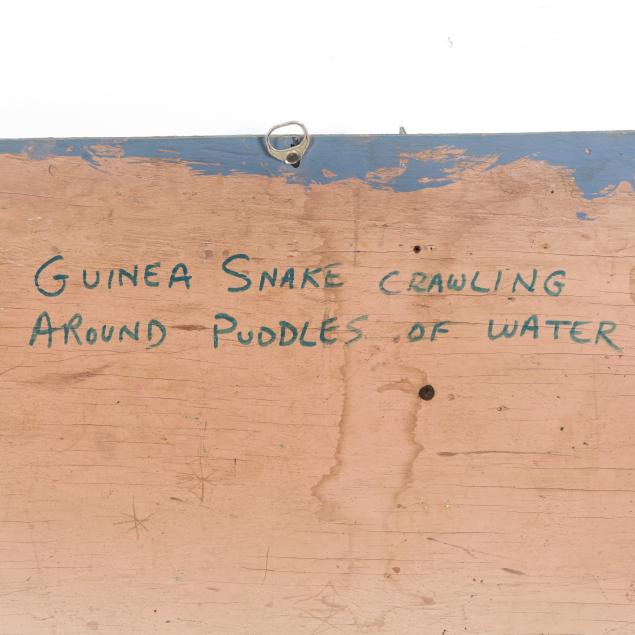 GUINEA SNAKE CRAWLING
AROUND PUDDLES OF WATER